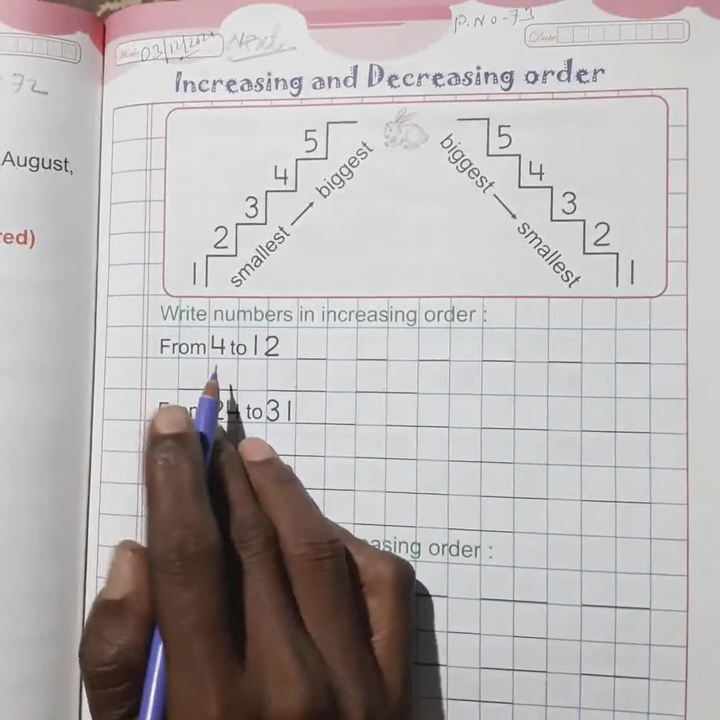 72
August,
red)
P.NO-73
03/12/2021
Date
Increasing and Decreasing order
5
4
3
2
1
smallest → biggest
5
4
3
2
1
biggest → smallest
Write numbers in increasing order :
From 4 to 12
24 to 31
asing order :